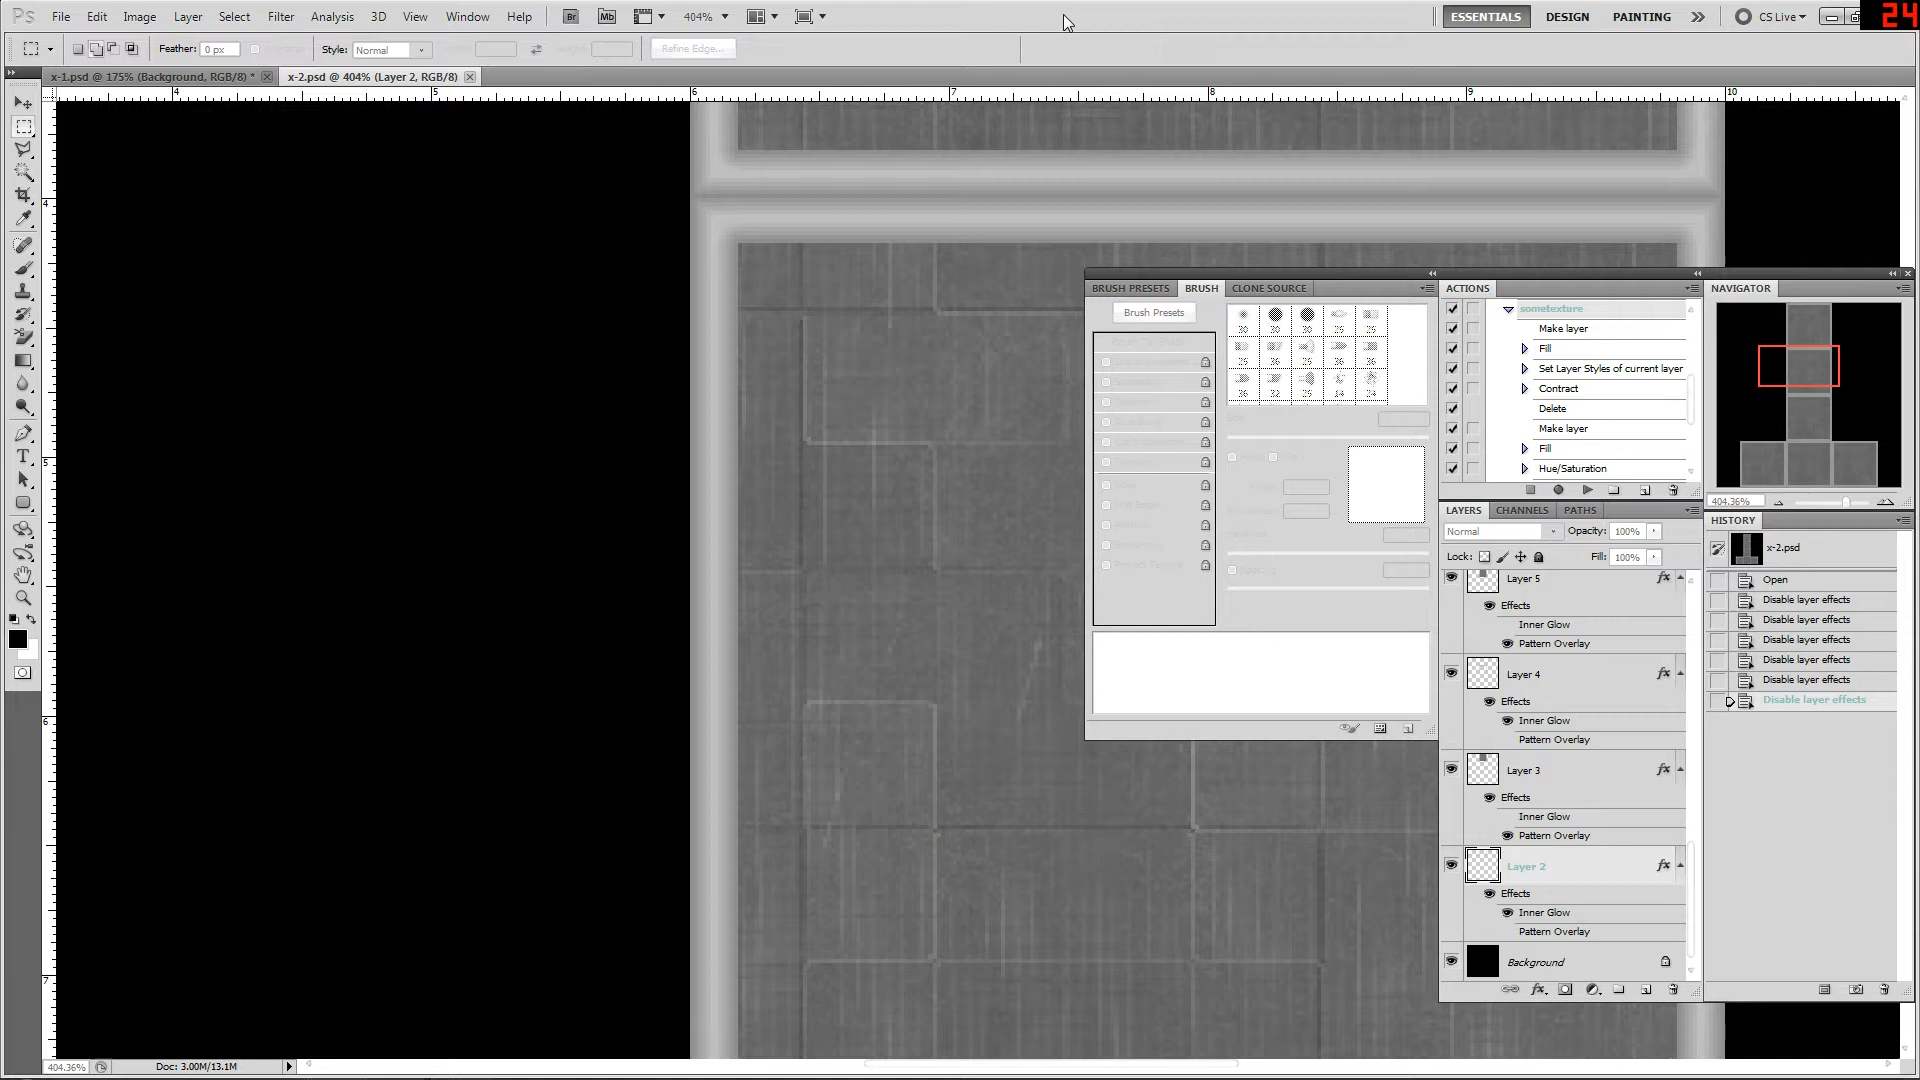 Ps File Edit Image Layer Select Filter Analysis 3D View Window Help Br Mb 404% ESSENTIALS DESIGN PAINTING CS Live 24
Feather: 0 px Style: Normal Refine Edge...
x-1.psd @ 175% (Background, RGB/8) * x-2.psd @ 404% (Layer 2, RGB/8)
4 5 6 7 8 9 10
4
5
6
7
BRUSH PRESETS BRUSH CLONE SOURCE
Brush Presets
30 30 30 25 25
25 36 25 36 36
36 32 25 14 24
ACTIONS
sometexture
Make layer
Fill
Set Layer Styles of current layer
Contract
Delete
Make layer
Fill
Hue/Saturation
NAVIGATOR
404.36%
LAYERS CHANNELS PATHS
Normal Opacity: 100%
Lock: Fill: 100%
Layer 5 fx
Effects
Inner Glow
Pattern Overlay
Layer 4 fx
Effects
Inner Glow
Pattern Overlay
Layer 3 fx
Effects
Inner Glow
Pattern Overlay
Layer 2 fx
Effects
Inner Glow
Pattern Overlay
Background
HISTORY
x-2.psd
Open
Disable layer effects
Disable layer effects
Disable layer effects
Disable layer effects
Disable layer effects
Disable layer effects
404.36% Doc: 3.00M/13.1M